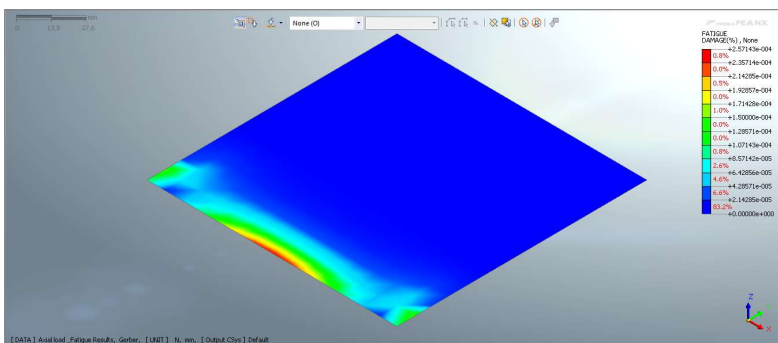 mm
0 13.8 27.6
None (O)
FEA NX
FATIGUE
DAMAGE(%) , None
+2.57143e-004
0.8%
+2.35714e-004
0.0%
+2.14285e-004
0.5%
+1.92857e-004
0.0%
+1.71428e-004
1.0%
+1.50000e-004
0.0%
+1.28571e-004
0.0%
+1.07143e-004
0.8%
+8.57142e-005
2.6%
+6.42856e-005
4.6%
+4.28571e-005
6.6%
+2.14285e-005
83.2%
+0.00000e+000
Z
X
[ DATA ] Axial load _Fatigue Results, Gerber, [ UNIT ] N, mm, [ Output CSys ] Default